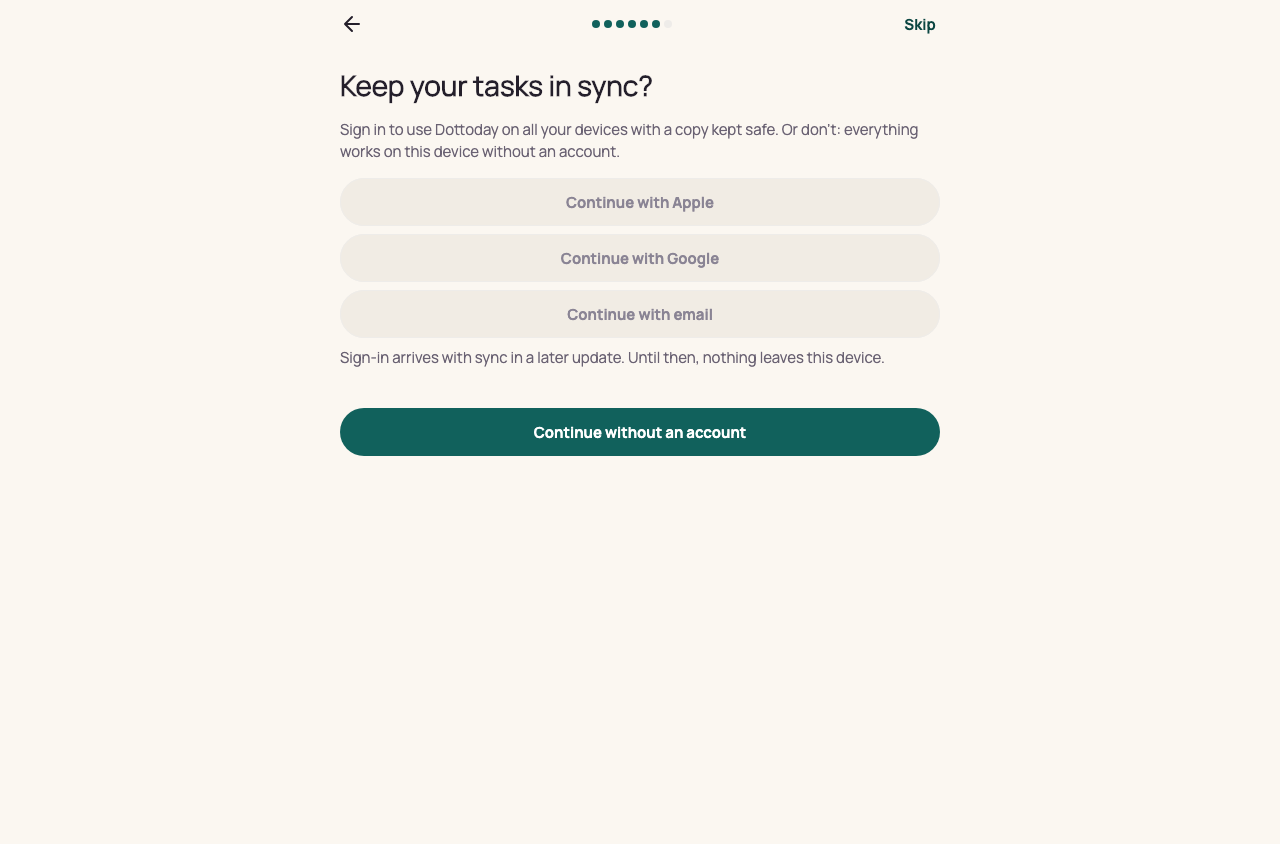 Skip
Keep your tasks in sync?
Sign in to use Dottoday on all your devices with a copy kept safe. Or don't: everything
works on this device without an account.
Continue with Apple
Continue with Google
Continue with email
Sign-in arrives with sync in a later update. Until then, nothing leaves this device.
Continue without an account